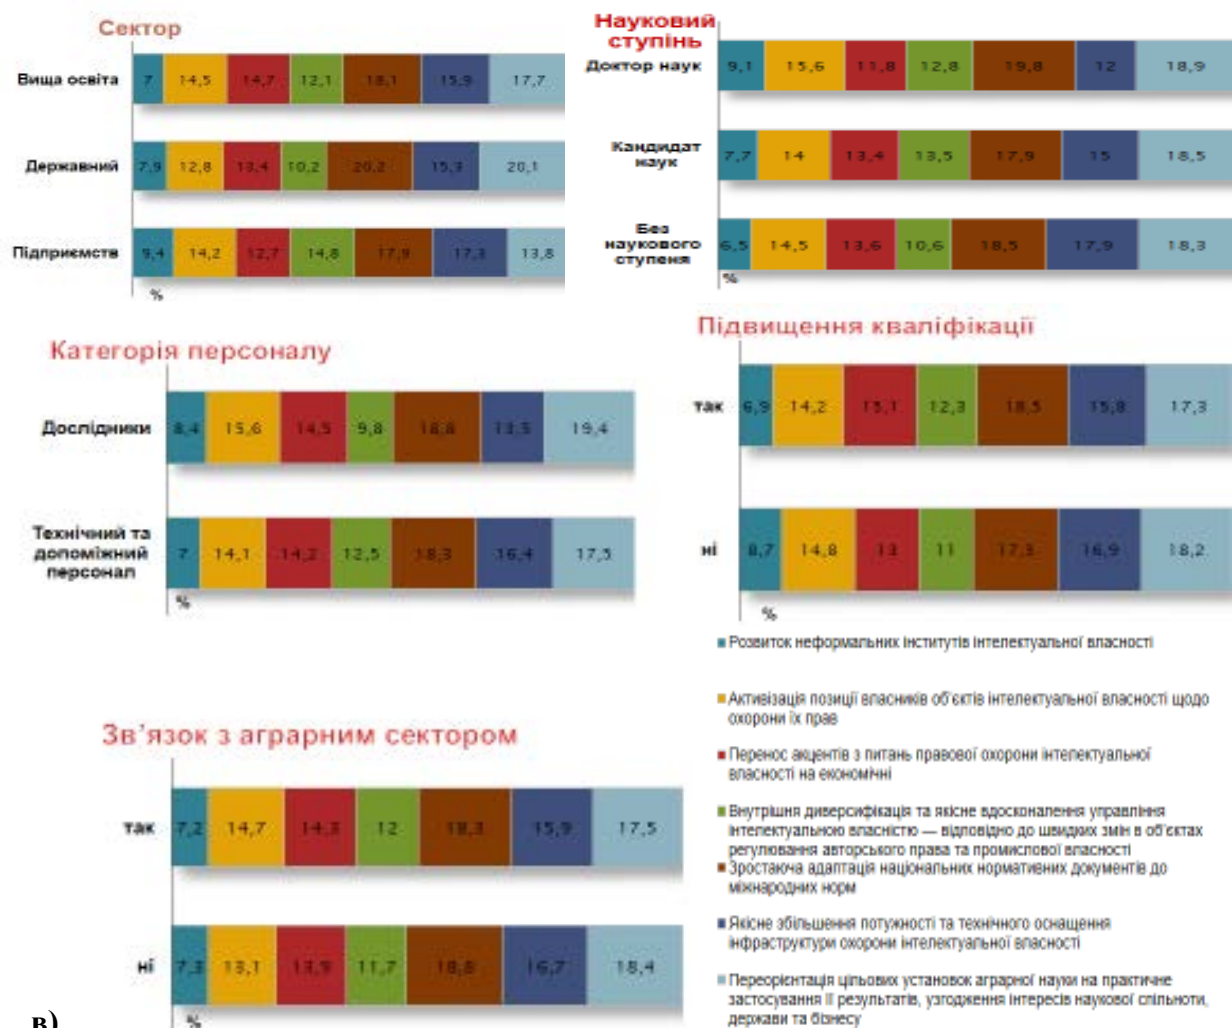 Сектор
Вища освіта
7 14,5 14,7 12,1 18,1 15,9 17,7
Державний
7,9 12,8 13,4 10,2 20,2 15,3 20,1
Підприємств
9,4 14,2 12,7 14,8 17,9 17,3 13,8
%
Науковий
ступінь
Доктор наук
9,1 15,6 11,8 12,8 19,8 12 18,9
Кандидат
наук
7,7 14 13,4 13,5 17,9 15 18,5
Без
наукового
ступеня
6,5 14,5 13,6 10,6 18,5 17,9 18,3
%
Категорія персоналу
Дослідники
8,4 15,6 14,5 9,8 18,8 13,5 19,4
Технічний та
допоміжний
персонал
7 14,1 14,2 12,5 18,3 16,4 17,5
%
Підвищення кваліфікації
так
6,9 14,2 15,1 12,3 18,5 15,8 17,3
ні
8,7 14,8 13 11 17,3 16,9 18,2
%
Зв’язок з аграрним сектором
так
7,2 14,7 14,3 12 18,3 15,9 17,5
ні
7,3 13,1 13,9 11,7 18,8 16,7 18,4
%
Розвиток неформальних інститутів інтелектуальної власності
Активізація позиції власників об’єктів інтелектуальної власності щодо
охорони їх прав
Перенос акцентів з питань правової охорони інтелектуальної
власності на економічні
Внутрішня диверсифікація та якісне вдосконалення управління
інтелектуальною власністю — відповідно до швидких змін в об’єктах
регулювання авторського права та промислової власності
Зростаюча адаптація національних нормативних документів до
міжнародних норм
Якісне збільшення потужності та технічного оснащення
інфраструктури охорони інтелектуальної власності
Переорієнтація цільових установок аграрної науки на практичне
застосування її результатів, узгодження інтересів наукової спільноти,
держави та бізнесу
в)